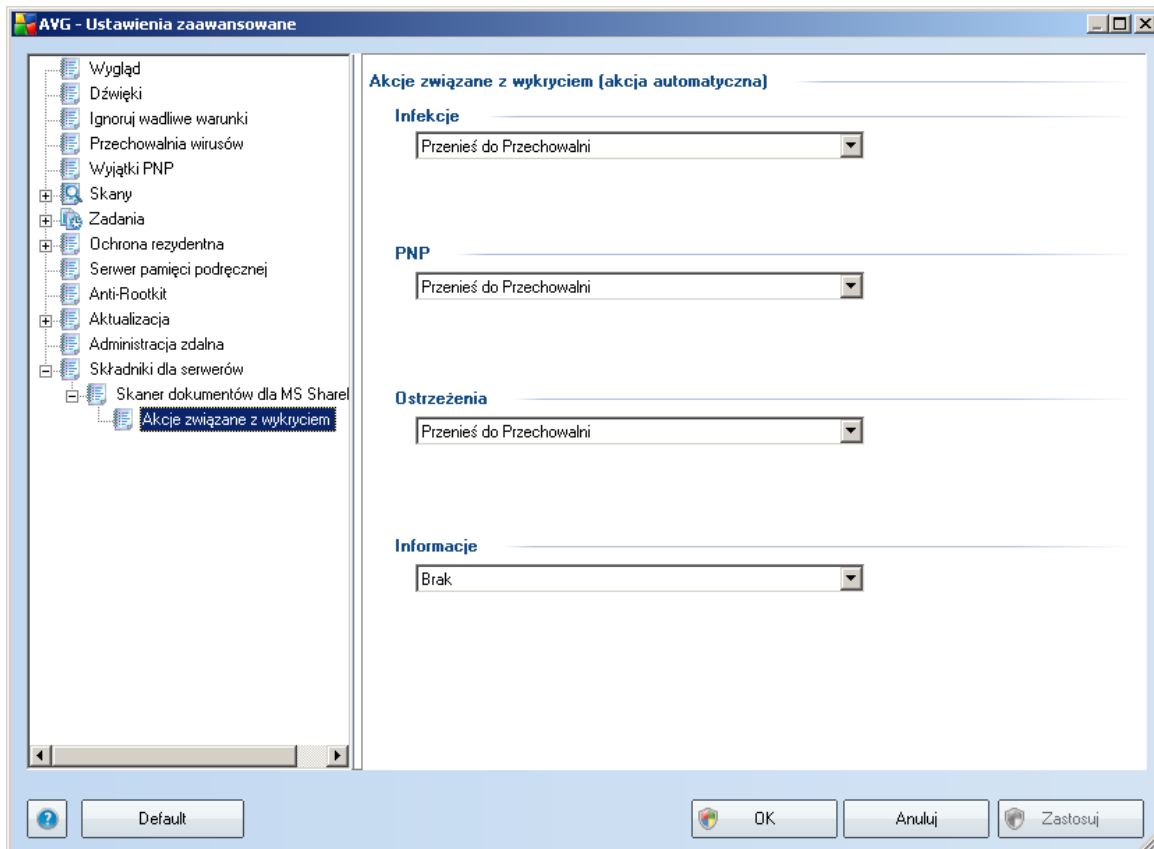 AVG - Ustawienia zaawansowane
Wygląd
Dźwięki
Ignoruj wadliwe warunki
Przechowalnia wirusów
Wyjątki PNP
Skany
Zadania
Ochrona rezydentna
Serwer pamięci podręcznej
Anti-Rootkit
Aktualizacja
Administracja zdalna
Składniki dla serwerów
Skaner dokumentów dla MS Sharel
Akcje związane z wykryciem
Akcje związane z wykryciem (akcja automatyczna)
Infekcje
Przenieś do Przechowalni
PNP
Przenieś do Przechowalni
Ostrzeżenia
Przenieś do Przechowalni
Informacje
Brak
Default
OK
Anuluj
Zastosuj